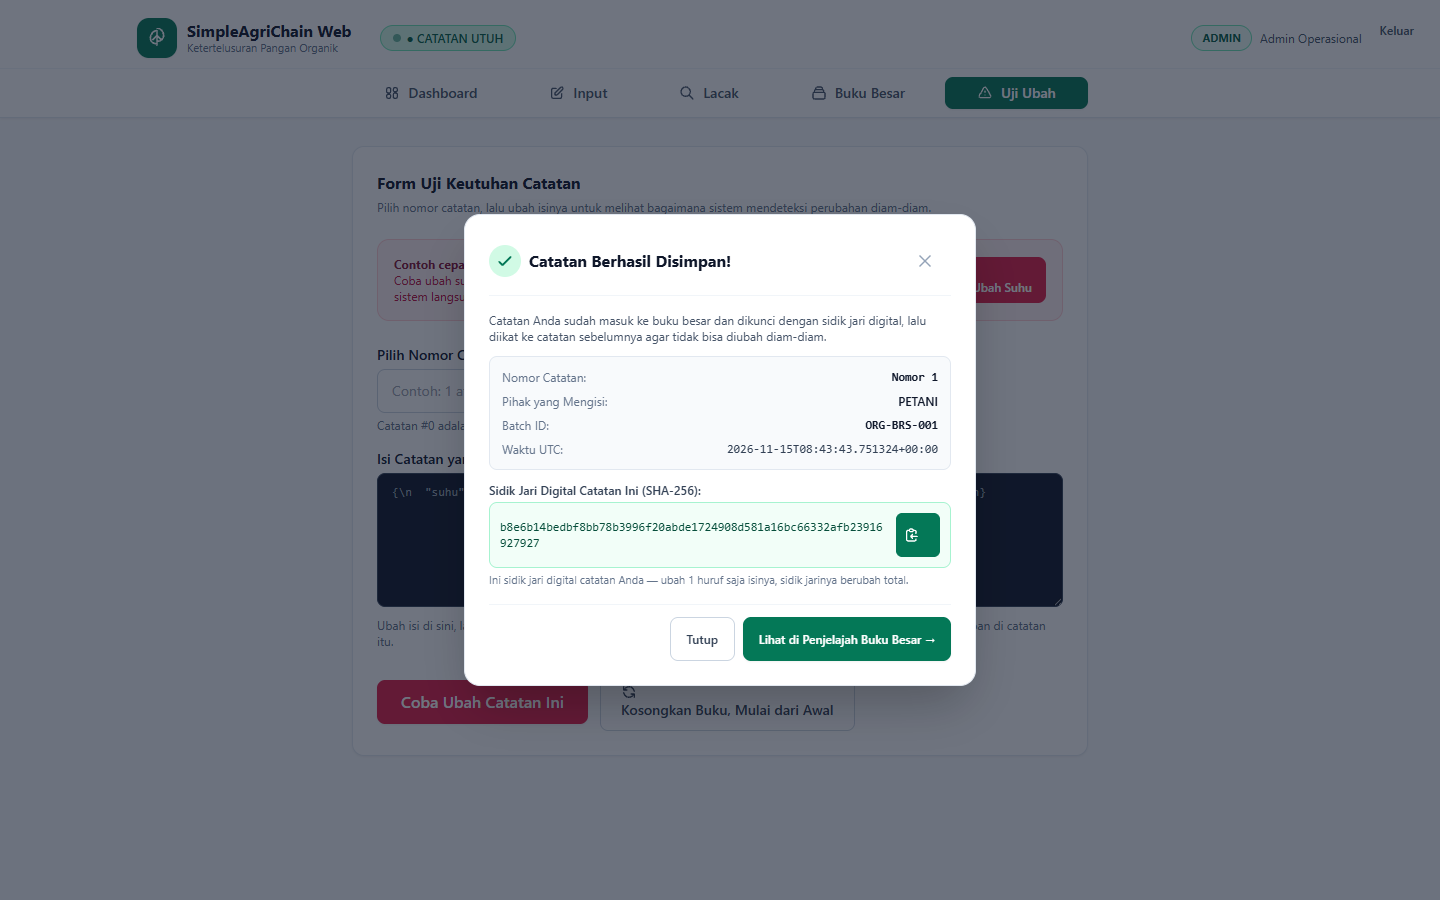 SimpleAgriChain Web
Ketertelusuran Pangan Organik
● CATATAN UTUH
ADMIN
Admin Operasional
Keluar
Dashboard
Input
Lacak
Buku Besar
Uji Ubah
Form Uji Keutuhan Catatan
Pilih nomor catatan, lalu ubah isinya untuk melihat bagaimana sistem mendeteksi perubahan diam-diam.
Contoh cepa
Coba ubah su
sistem langsu
Ubah Suhu
Pilih Nomor C
Contoh: 1 a
Catatan #0 adala
Isi Catatan yan
{\n "suhu"
}
Ubah isi di sini, l
an di catatan
itu.
Coba Ubah Catatan Ini
Kosongkan Buku, Mulai dari Awal
Catatan Berhasil Disimpan!
Catatan Anda sudah masuk ke buku besar dan dikunci dengan sidik jari digital, lalu
diikat ke catatan sebelumnya agar tidak bisa diubah diam-diam.
Nomor Catatan:
Nomor 1
Pihak yang Mengisi:
PETANI
Batch ID:
ORG-BRS-001
Waktu UTC:
2026-11-15T08:43:43.751324+00:00
Sidik Jari Digital Catatan Ini (SHA-256):
b8e6b14bedbf8bb78b3996f20abde1724908d581a16bc66332afb23916
927927
Ini sidik jari digital catatan Anda — ubah 1 huruf saja isinya, sidik jarinya berubah total.
Tutup
Lihat di Penjelajah Buku Besar →